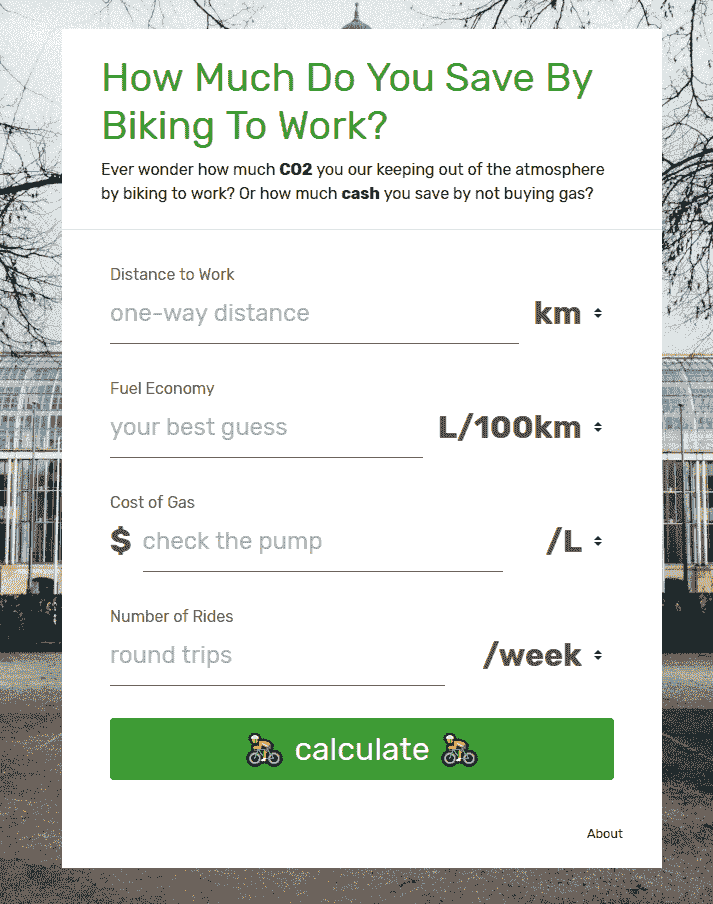 How Much Do You Save By
Biking To Work?
Ever wonder how much CO2 you our keeping out of the atmosphere
by biking to work? Or how much cash you save by not buying gas?
Distance to Work
one-way distance km
Fuel Economy
your best guess L/100km
Cost of Gas
$ check the pump /L
Number of Rides
round trips /week
calculate
About